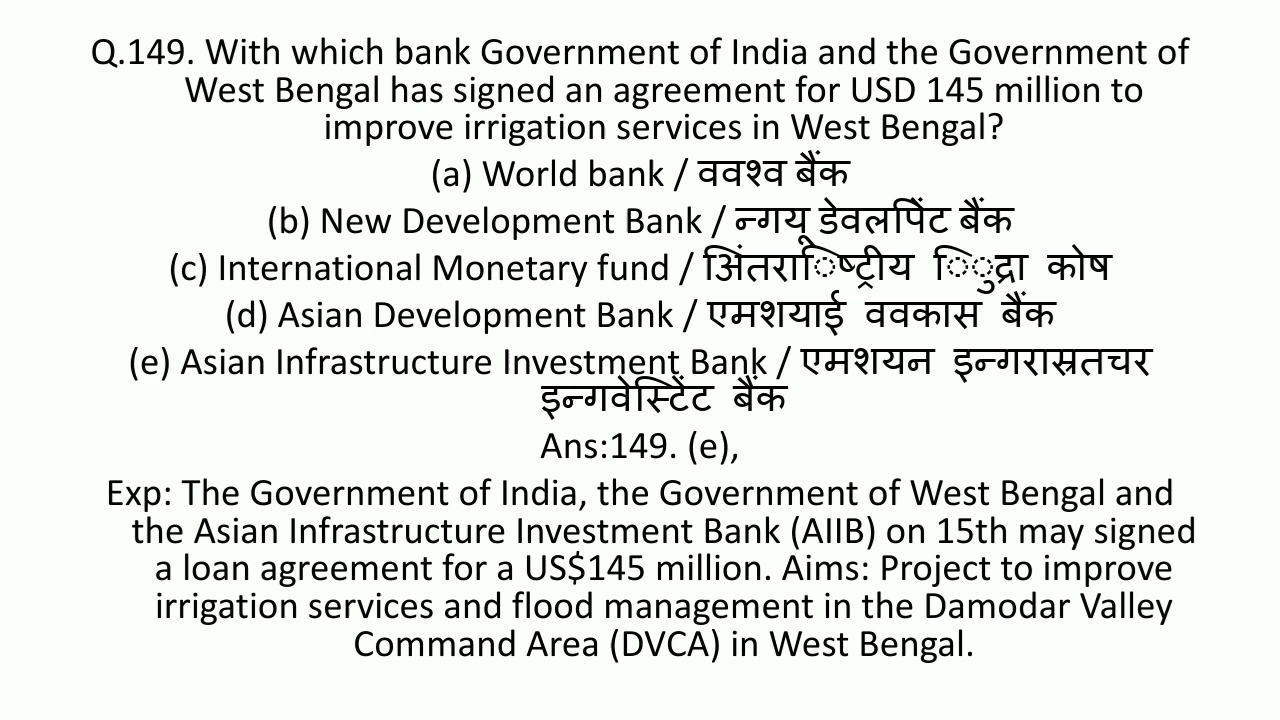 Q.149. With which bank Government of India and the Government of
West Bengal has signed an agreement for USD 145 million to
improve irrigation services in West Bengal?
(a) World bank / ववश्व बैंक
(b) New Development Bank / न्गयू डेवलपिेंट बैंक
(c) International Monetary fund / अिंतराि◌ष्ट्रीय ि◌ुद्रा कोष
(d) Asian Development Bank / एमशयाई ववकास बैंक
(e) Asian Infrastructure Investment Bank / एमशयन इन्गरास्रतचर
इन्गवेस्टिेंट बैंक
Ans:149. (e),
Exp: The Government of India, the Government of West Bengal and
the Asian Infrastructure Investment Bank (AIIB) on 15th may signed
a loan agreement for a US$145 million. Aims: Project to improve
irrigation services and flood management in the Damodar Valley
Command Area (DVCA) in West Bengal.